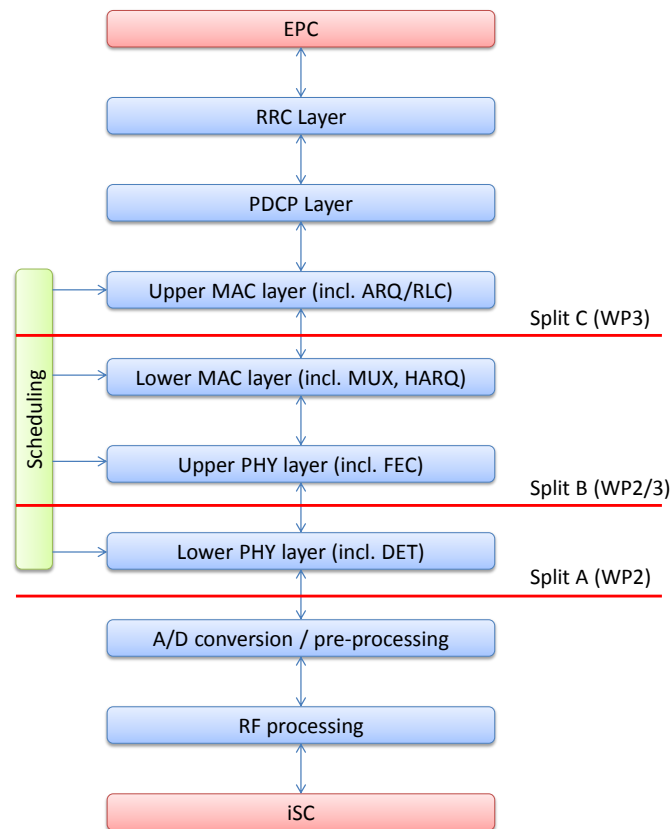 EPC
RRC Layer
PDCP Layer
Upper MAC layer (incl. ARQ/RLC)
Split C (WP3)
Lower MAC layer (incl. MUX, HARQ)
Scheduling
Upper PHY layer (incl. FEC)
Split B (WP2/3)
Lower PHY layer (incl. DET)
Split A (WP2)
A/D conversion / pre-processing
RF processing
iSC